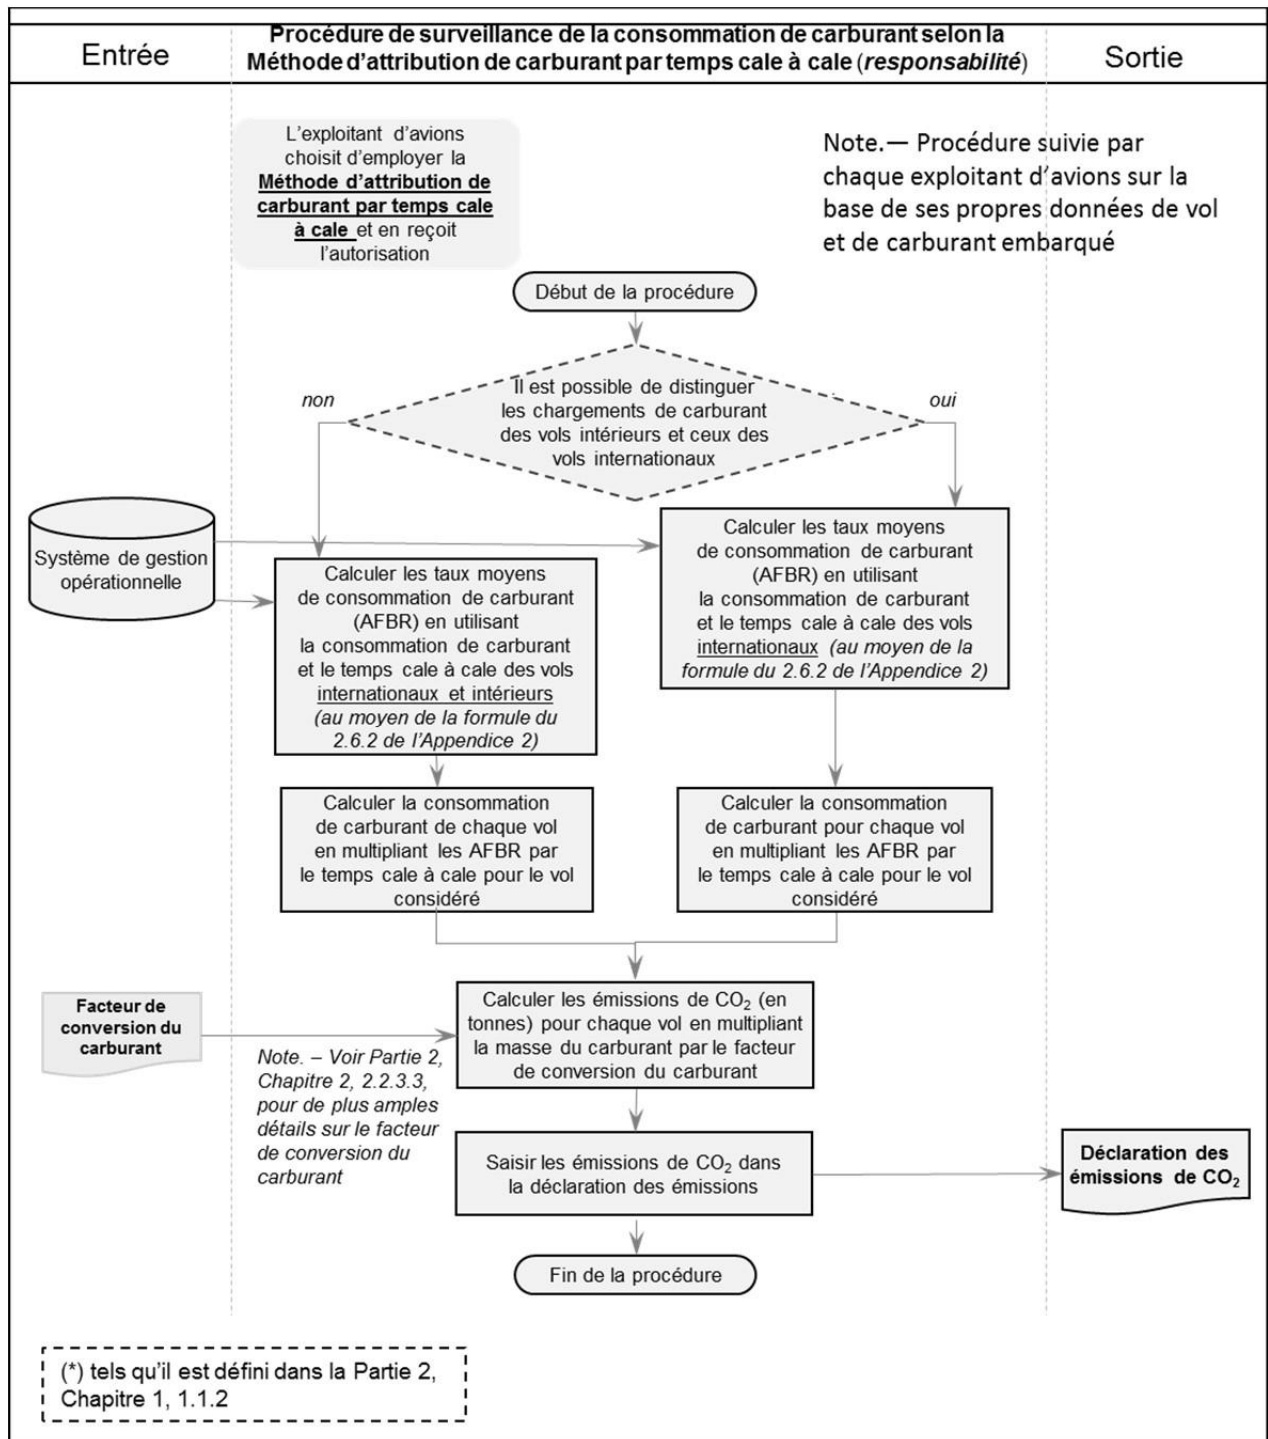 Entrée
Procédure de surveillance de la consommation de carburant selon la
Méthode d'attribution de carburant par temps cale à cale (responsabilité)
Sortie
L'exploitant d'avions
choisit d'employer la
Méthode d'attribution de
carburant par temps cale
à cale et en reçoit
l'autorisation
Note.— Procédure suivie par
chaque exploitant d'avions sur la
base de ses propres données de vol
et de carburant embarqué
Début de la procédure
Il est possible de distinguer
les chargements de carburant
des vols intérieurs et ceux des
vols internationaux
non
oui
Système de gestion
opérationnelle
Calculer les taux moyens
de consommation de carburant
(AFBR) en utilisant
la consommation de carburant
et le temps cale à cale des vols
internationaux et intérieurs
(au moyen de la formule du
2.6.2 de l'Appendice 2)
Calculer les taux moyens
de consommation de carburant
(AFBR) en utilisant
la consommation de carburant
et le temps cale à cale des vols
internationaux (au moyen de la
formule du 2.6.2 de l'Appendice 2)
Calculer la consommation
de carburant de chaque vol
en multipliant les AFBR par
le temps cale à cale pour le vol
considéré
Calculer la consommation
de carburant pour chaque vol
en multipliant les AFBR par
le temps cale à cale pour le vol
considéré
Facteur de
conversion du
carburant
Note. – Voir Partie 2,
Chapitre 2, 2.2.3.3,
pour de plus amples
détails sur le facteur
de conversion du
carburant
Calculer les émissions de CO₂ (en
tonnes) pour chaque vol en multipliant
la masse du carburant par le facteur
de conversion du carburant
Saisir les émissions de CO₂ dans
la déclaration des émissions
Déclaration des
émissions de CO₂
Fin de la procédure
(*) tels qu'il est défini dans la Partie 2,
Chapitre 1, 1.1.2